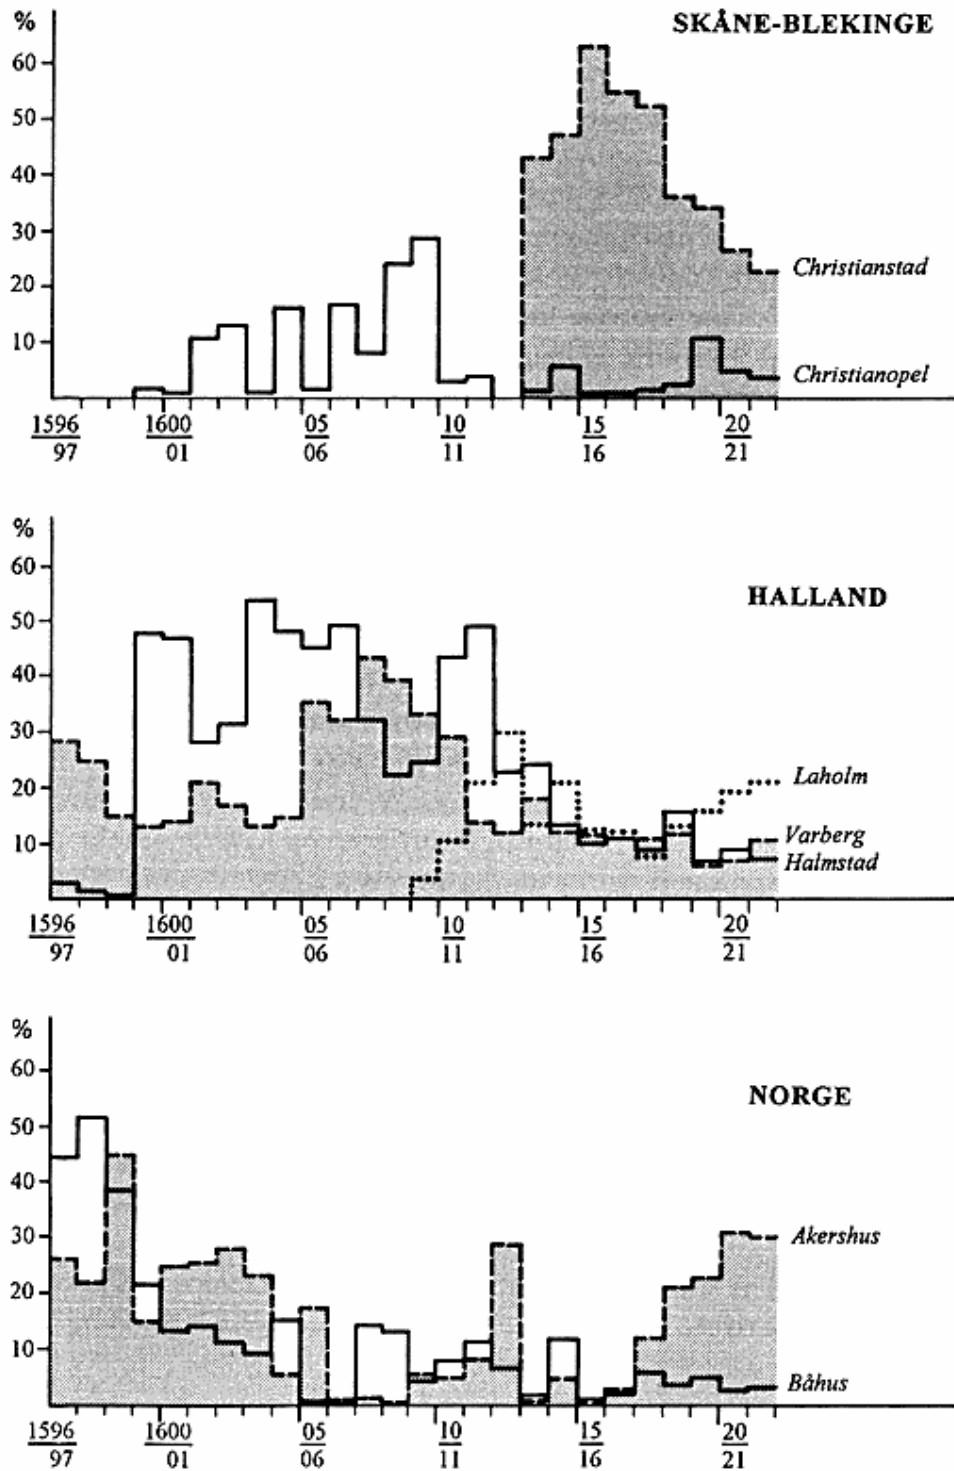 %
SKÅNE-BLEKINGE
60
50
40
30
20
Christianstad
10
Christianopel
1596 1600 05 10 15 20
97 01 06 11 16 21
%
60
HALLAND
50
40
30
20
Laholm
10
Varberg
Halmstad
1596 1600 05 10 15 20
97 01 06 11 16 21
%
60
NORGE
50
40
30
Akershus
20
10
Båhus
1596 1600 05 10 15 20
97 01 06 11 16 21